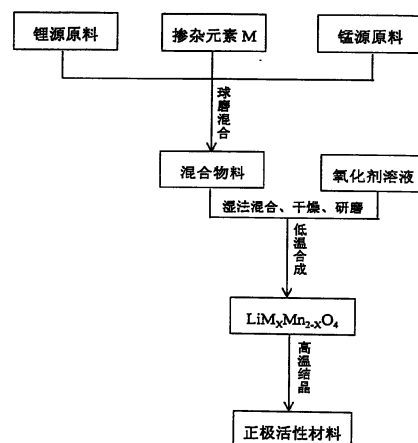 锂源原料 掺杂元素 M 锰源原料
球磨混合
混合物料 氧化剂溶液
湿法混合、干燥、研磨
低温合成
LiMₓMn₂₋ₓO₄
高温结晶
正极活性材料